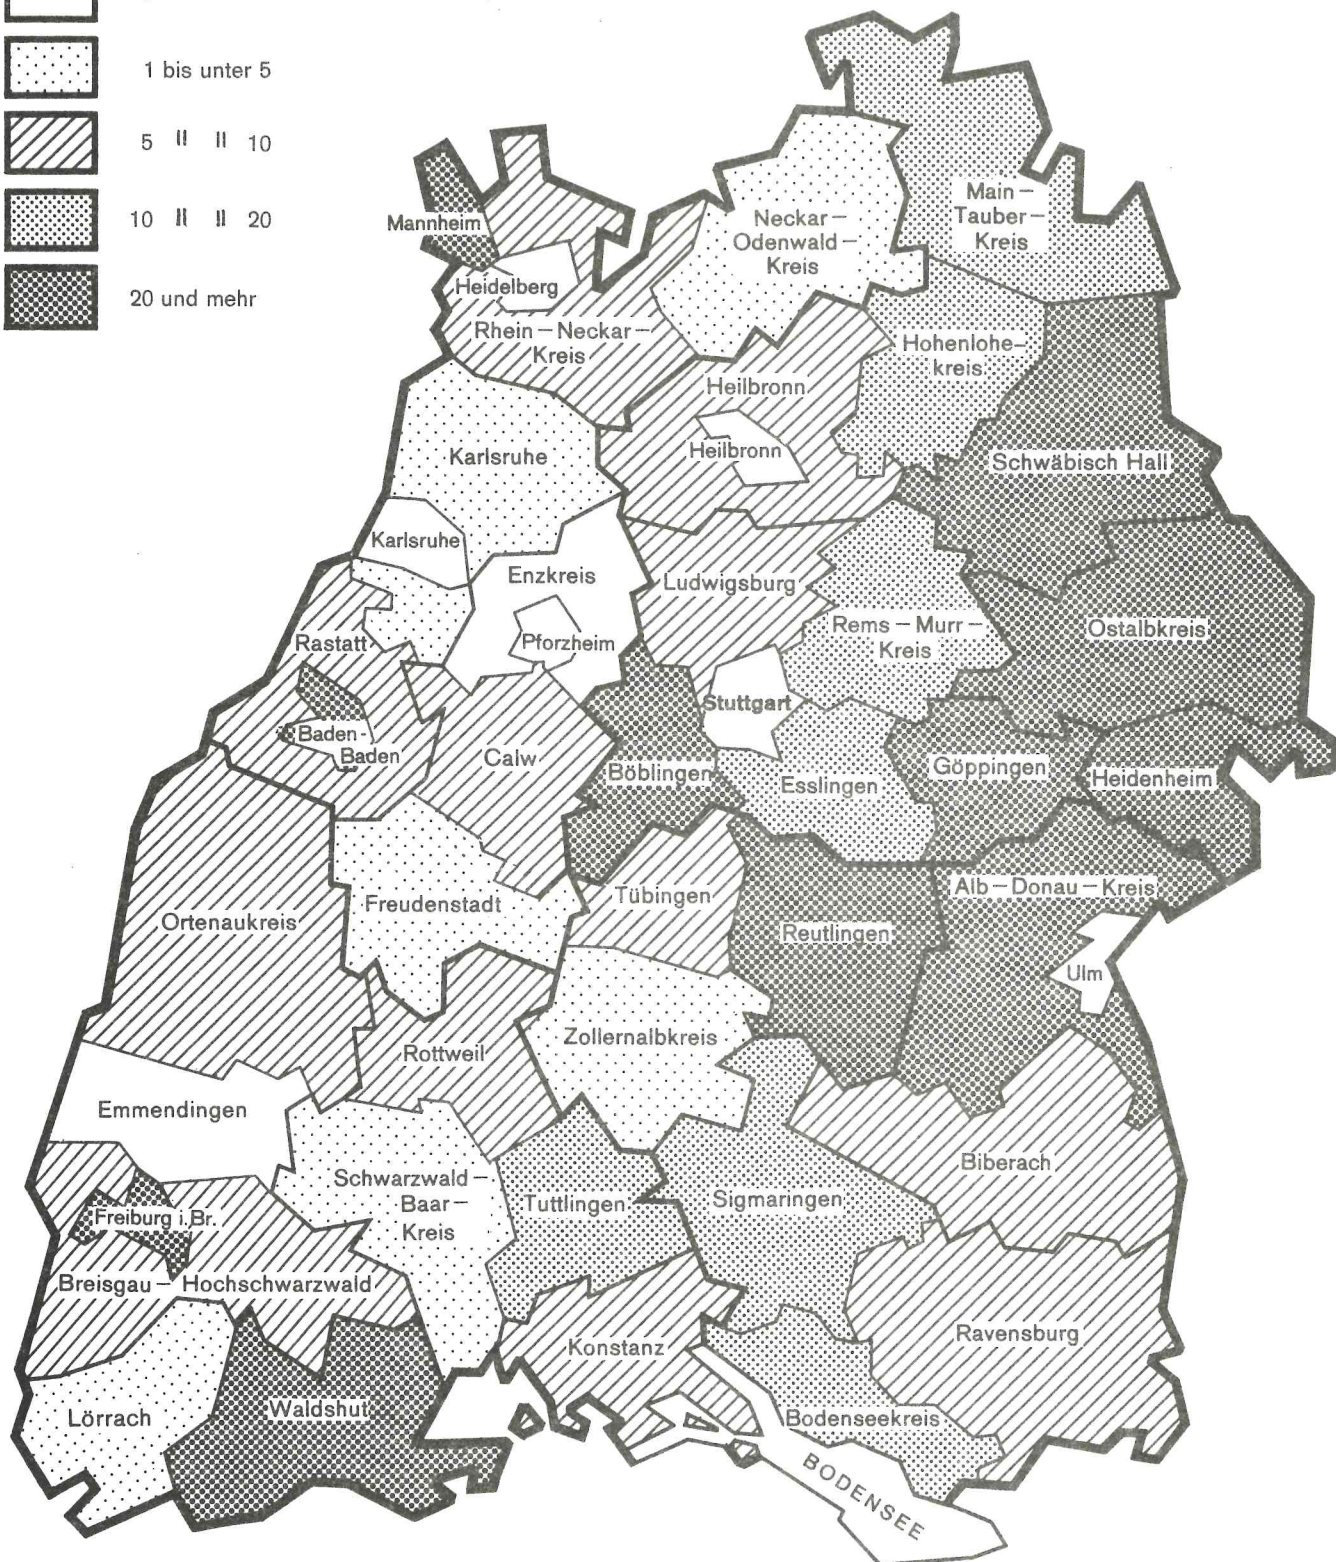 1 bis unter 5
5 " " 10
10 " " 20
20 und mehr
Main –
Tauber –
Kreis
Neckar –
Odenwald –
Kreis
Mannheim
Heidelberg
Rhein – Neckar –
Kreis
Hohenlohe –
kreis
Heilbronn
Heilbronn
Karlsruhe
Schwäbisch Hall
Karlsruhe
Enzkreis
Ludwigsburg
Pforzheim
Rems – Murr –
Kreis
Ostalbkreis
Rastatt
Stuttgart
Baden -
Baden
Calw
Böblingen
Esslingen
Göppingen
Heidenheim
Freudenstadt
Tübingen
Alb – Donau – Kreis
Ortenaukreis
Reutlingen
Ulm
Rottweil
Zollernalbkreis
Emmendingen
Biberach
Schwarzwald –
Baar –
Kreis
Tuttlingen
Sigmaringen
Freiburg i. Br.
Breisgau – Hochschwarzwald
Konstanz
Ravensburg
Lörrach
Waldshut
Bodenseekreis
BODENSEE